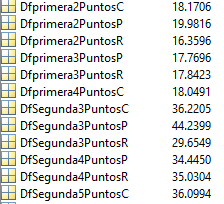 Dfprimera2PuntosC 18.1706
Dfprimera2PuntosP 19.9816
Dfprimera2PuntosR 16.3596
Dfprimera3PuntosP 17.7696
Dfprimera3PuntosR 17.8423
Dfprimera4PuntosC 18.0491
DfSegunda3PuntosC 36.2205
DfSegunda3PuntosP 44.2399
DfSegunda3PuntosR 29.6549
DfSegunda4PuntosP 34.4450
DfSegunda4PuntosR 35.0304
DfSegunda5PuntosC 36.0994